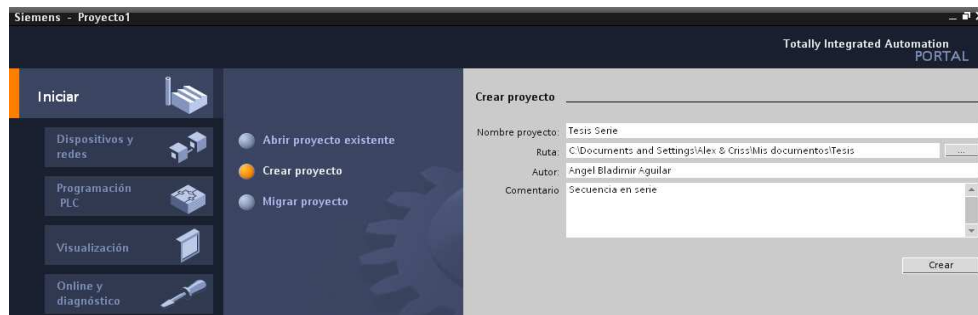 Siemens - Proyecto1
Totally Integrated Automation
PORTAL
Iniciar
Dispositivos y
redes
Programación
PLC
Visualización
Online y
diagnóstico
Abrir proyecto existente
Crear proyecto
Migrar proyecto
Crear proyecto
Nombre proyecto: Tesis Serie
Ruta: C:\Documents and Settings\Alex & Criss\Mis documentos\Tesis ...
Autor: Angel Bladimir Aguilar
Comentario Secuencia en serie
Crear